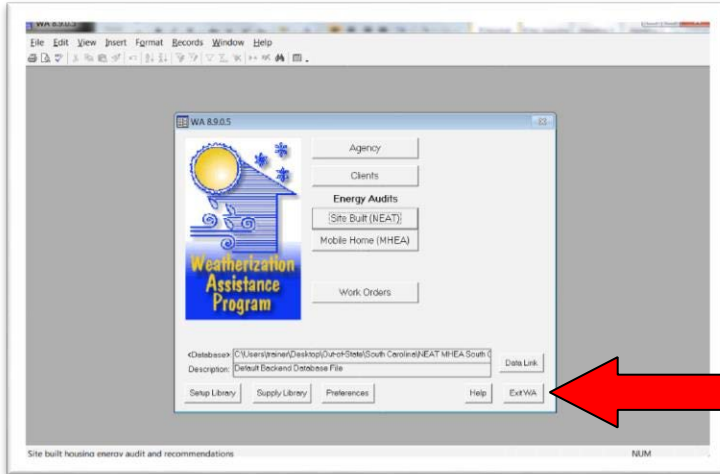 WA 8.9.0.5
File Edit View Insert Format Records Window Help
WA 8.9.0.5
Agency
Clients
Energy Audits
Site Built (NEAT)
Mobile Home (MHEA)
Weatherization
Assistance
Program
Work Orders
<Database> C:\Users\trainer\Desktop\Out-of-State\South Carolina\NEAT MHEA South C
Data Link
Description: Default Backend Database File
Setup Library Supply Library Preferences Help Exit WA
Site built housing energy audit and recommendations NUM